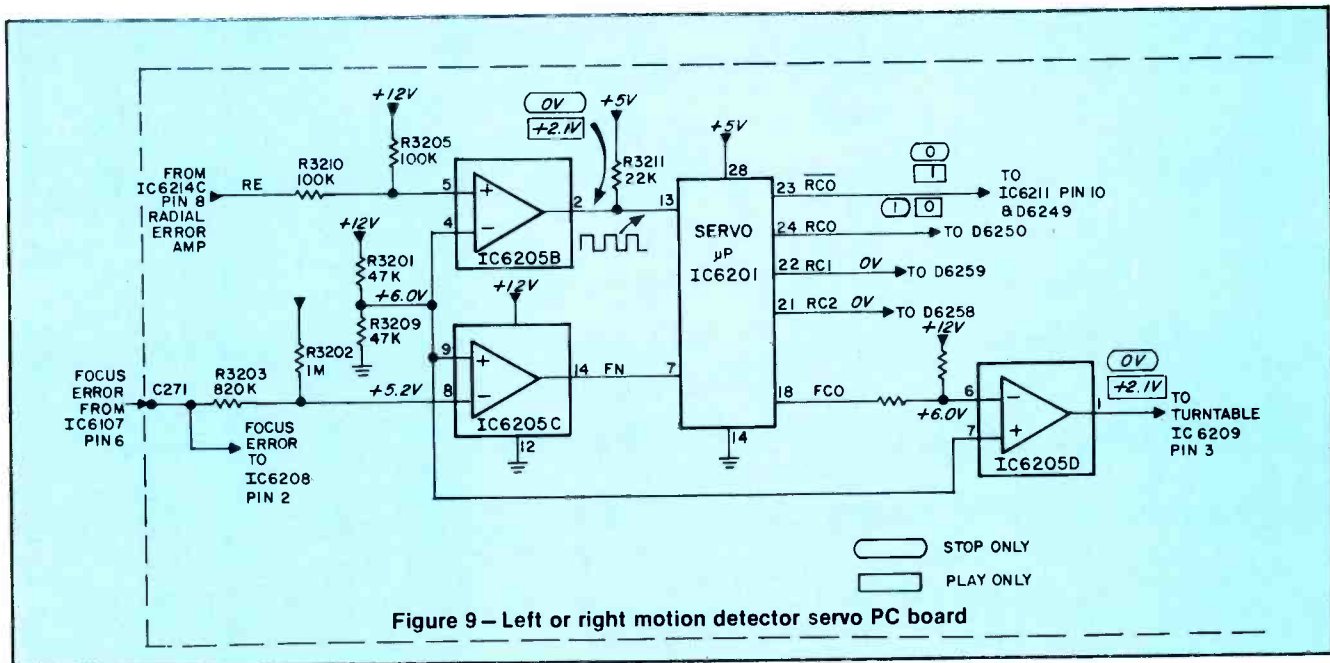 +12V
+5V
0V
+2.1V
R3205
100K
R3210
100K
R3211
22K
+5V
28
FROM
IC6214C
PIN 8
RADIAL
ERROR
AMP
RE
5
+
4
−
2
IC6205B
13
SERVO
μP
IC6201
23 RCO
0
1
TO
IC6211 PIN 10
& D6249
1 0
24 RCO
TO D6250
22 RC1 0V
TO D6259
21 RC2 0V
TO D6258
+12V
R3201
47K
+6.0V
R3209
47K
+12V
9
+
8
−
14 FN 7
IC6205C
12
R3202
1M
+5.2V
FOCUS
ERROR
FROM
IC6107
PIN 6
C271
R3203
820K
FOCUS
ERROR
TO
IC6208
PIN 2
18 FCO
14
+12V
+6.0V
6
−
7
+
1
IC6205D
0V
+2.1V
TO
TURNTABLE
IC 6209
PIN 3
STOP ONLY
PLAY ONLY
Figure 9 – Left or right motion detector servo PC board